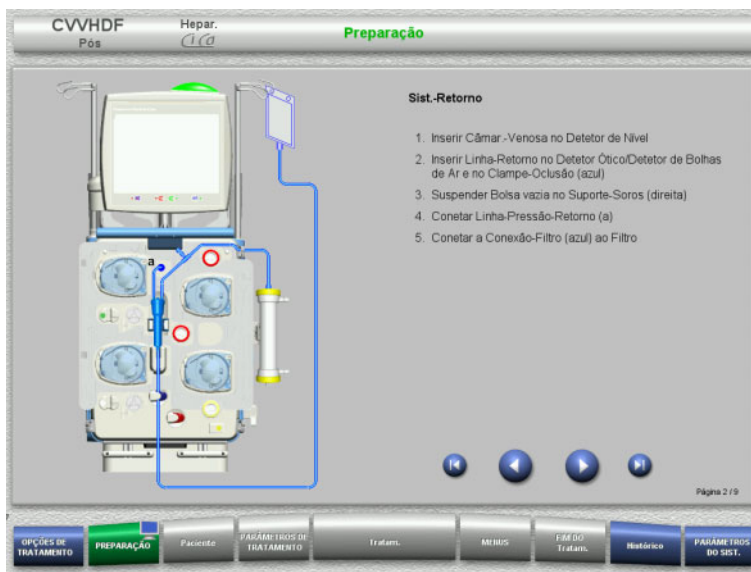 CVVHDF
Pós
Hepar.
Ci Ca
Preparação
Sist.-Retorno
1. Inserir Câmar.-Venosa no Detetor de Nível
2. Inserir Linha-Retorno no Detetor Ótico/Detetor de Bolhas
de Ar e no Clampe-Oclusão (azul)
3. Suspender Bolsa vazia no Suporte-Soros (direita)
4. Conetar Linha-Pressão-Retorno (a)
5. Conetar a Conexão-Filtro (azul) ao Filtro
a
Página 2 / 9
OPÇÕES DE
TRATAMENTO
PREPARAÇÃO
Paciente
PARÂMETROS DE
TRATAMENTO
Tratam.
MENUS
FIM DO
Tratam.
Histórico
PARÂMETROS
DO SIST.